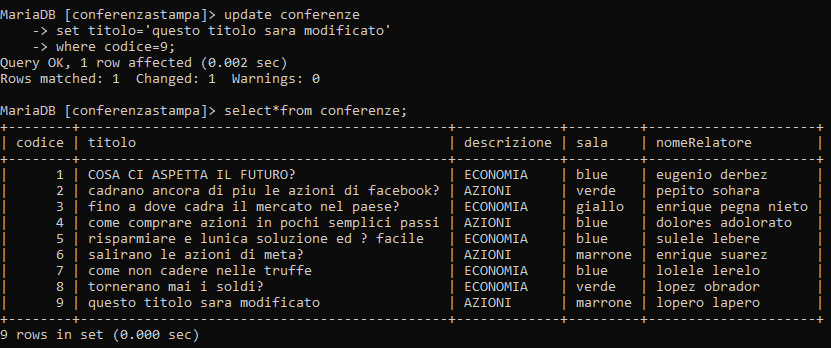 MariaDB [conferenzastampa]> update conferenze
    -> set titolo='questo titolo sara modificato'
    -> where codice=9;
Query OK, 1 row affected (0.002 sec)
Rows matched: 1  Changed: 1  Warnings: 0

MariaDB [conferenzastampa]> select*from conferenze;
+--------+---------------------------------------------+-------------+---------+---------------------+
| codice | titolo                                      | descrizione | sala    | nomeRelatore        |
+--------+---------------------------------------------+-------------+---------+---------------------+
|      1 | COSA CI ASPETTA IL FUTURO?                  | ECONOMIA    | blue    | eugenio derbez      |
|      2 | cadrano ancora di piu le azioni di facebook? | AZIONI      | verde   | pepito sohara       |
|      3 | fino a dove cadra il mercato nel paese?     | ECONOMIA    | giallo  | enrique pegna nieto |
|      4 | come comprare azioni in pochi semplici passi | AZIONI      | blue    | dolores adolorato   |
|      5 | risparmiare e lunica soluzione ed ? facile  | ECONOMIA    | blue    | sulele lebere       |
|      6 | salirano le azioni di meta?                 | AZIONI      | marrone | enrique suarez      |
|      7 | come non cadere nelle truffe                | ECONOMIA    | blue    | lolele lerelo       |
|      8 | tornerano mai i soldi?                      | ECONOMIA    | verde   | lopez obrador       |
|      9 | questo titolo sara modificato               | AZIONI      | marrone | lopero lapero       |
+--------+---------------------------------------------+-------------+---------+---------------------+
9 rows in set (0.000 sec)